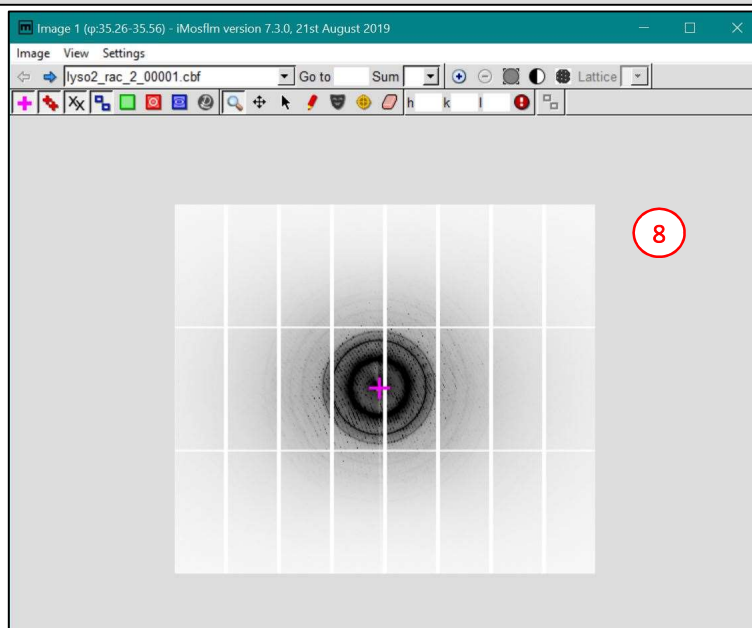 Image 1 (φ:35.26-35.56) - iMosflm version 7.3.0, 21st August 2019
Image View Settings
lyso2_rac_2_00001.cbf Go to Sum Lattice
h k l
8